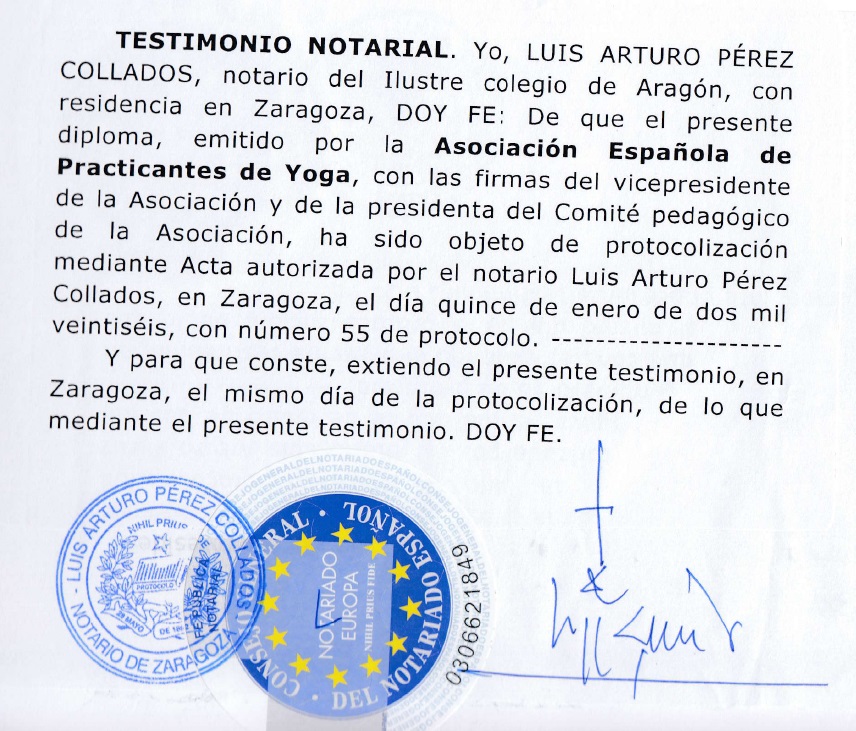 TESTIMONIO NOTARIAL. Yo, LUIS ARTURO PÉREZ
COLLADOS, notario del Ilustre colegio de Aragón, con
residencia en Zaragoza, DOY FE: De que el presente
diploma, emitido por la Asociación Española de
Practicantes de Yoga, con las firmas del vicepresidente
de la Asociación y de la presidenta del Comité pedagógico
de la Asociación, ha sido objeto de protocolización
mediante Acta autorizada por el notario Luis Arturo Pérez
Collados, en Zaragoza, el día quince de enero de dos mil
veintiséis, con número 55 de protocolo. ---------------------
Y para que conste, extiendo el presente testimonio, en
Zaragoza, el mismo día de la protocolización, de lo que
mediante el presente testimonio. DOY FE.
- LUIS ARTURO PÉREZ COLLADOS
NOTARIO DE ZARAGOZA
NIHIL PRIUS
PROTOCOLO
FE PÚBLICA
NOTARIAL
CONSEJOGENERALDELNOTARIADOESPAÑOL
· ESPAÑOL
DEL NOTARIADO
NOTARIADO
EUROPA
NIHIL PRIUS FIDE
0306621849